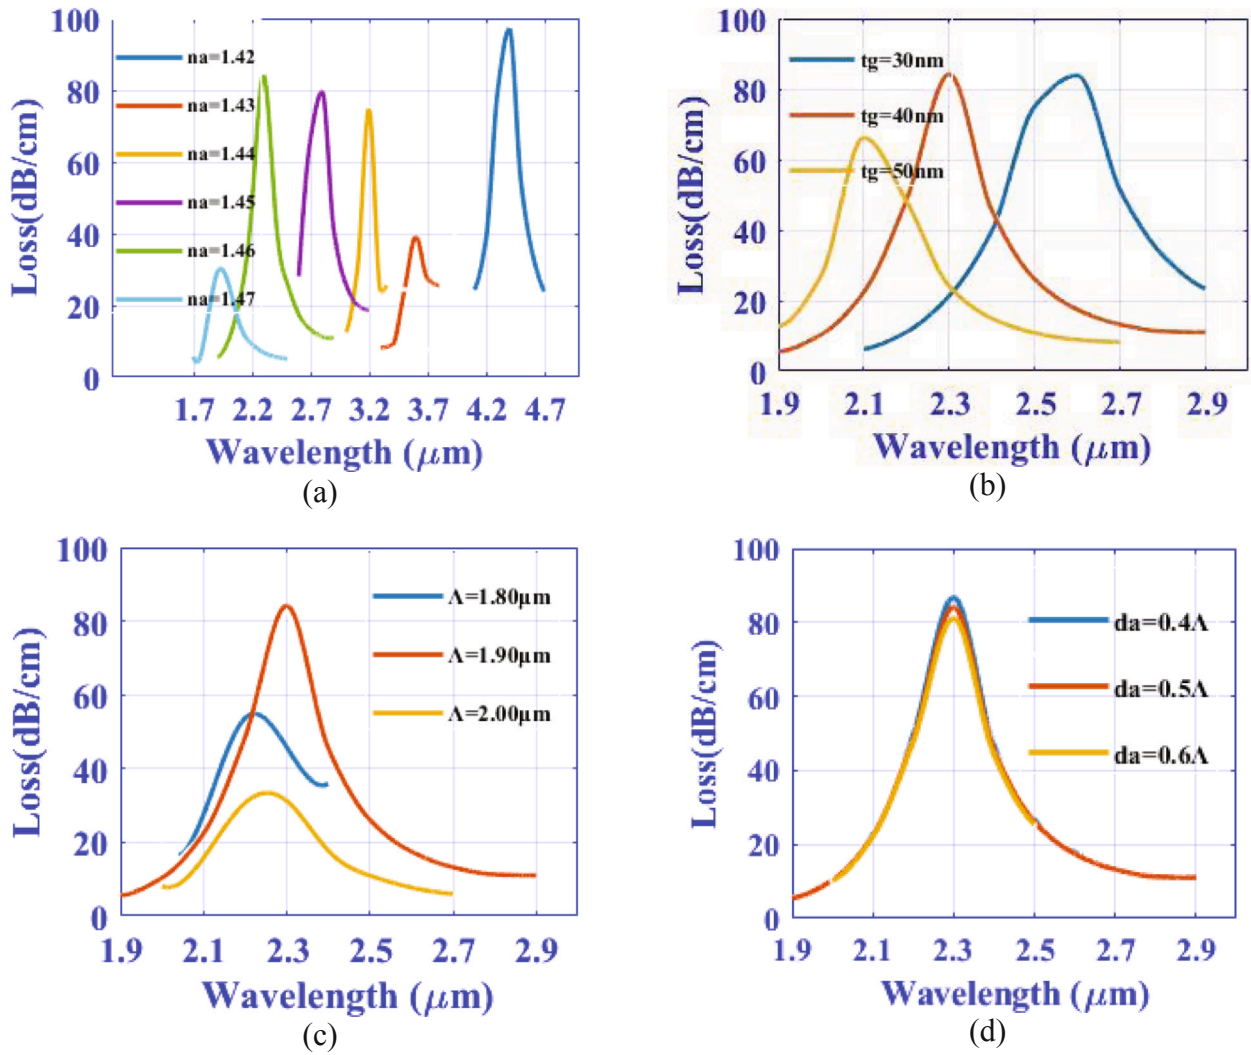 100
80
60
40
20
0
Loss(dB/cm)
na=1.42
na=1.43
na=1.44
na=1.45
na=1.46
na=1.47
1.7 2.2 2.7 3.2 3.7 4.2 4.7
Wavelength (μm)
(a)
100
80
60
40
20
0
Loss(dB/cm)
tg=30nm
tg=40nm
tg=50nm
1.9 2.1 2.3 2.5 2.7 2.9
Wavelength (μm)
(b)
100
80
60
40
20
0
Loss(dB/cm)
Λ=1.80μm
Λ=1.90μm
Λ=2.00μm
1.9 2.1 2.3 2.5 2.7 2.9
Wavelength (μm)
(c)
100
80
60
40
20
0
Loss(dB/cm)
da=0.4Λ
da=0.5Λ
da=0.6Λ
1.9 2.1 2.3 2.5 2.7 2.9
Wavelength (μm)
(d)